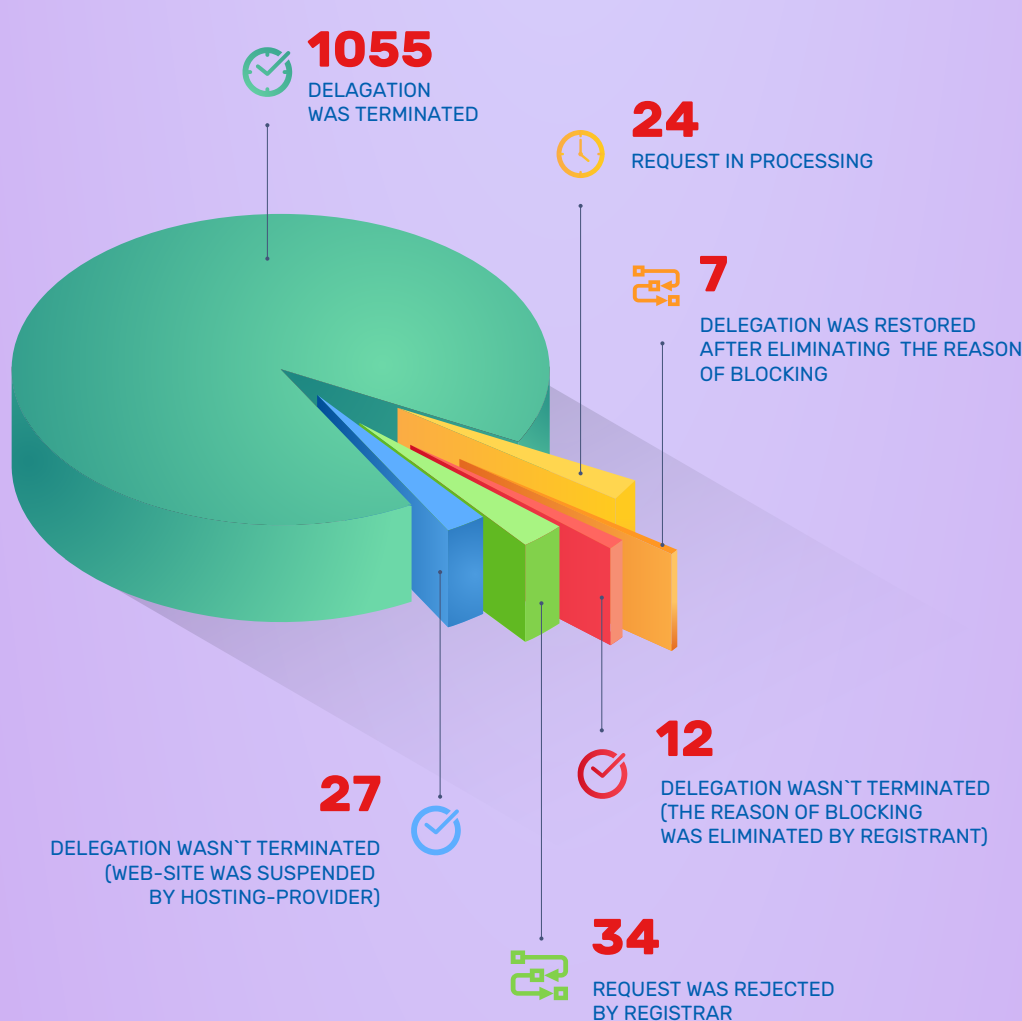 1055
DELAGATION
WAS TERMINATED
24
REQUEST IN PROCESSING
7
DELEGATION WAS RESTORED
AFTER ELIMINATING THE REASON
OF BLOCKING
12
DELEGATION WASN`T TERMINATED
(THE REASON OF BLOCKING
WAS ELIMINATED BY REGISTRANT)
27
DELEGATION WASN`T TERMINATED
(WEB-SITE WAS SUSPENDED
BY HOSTING-PROVIDER)
34
REQUEST WAS REJECTED
BY REGISTRAR